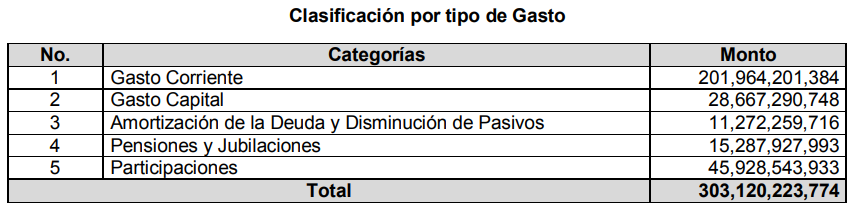 Clasificación por tipo de Gasto
No. Categorías Monto
1 Gasto Corriente 201,964,201,384
2 Gasto Capital 28,667,290,748
3 Amortización de la Deuda y Disminución de Pasivos 11,272,259,716
4 Pensiones y Jubilaciones 15,287,927,993
5 Participaciones 45,928,543,933
Total 303,120,223,774